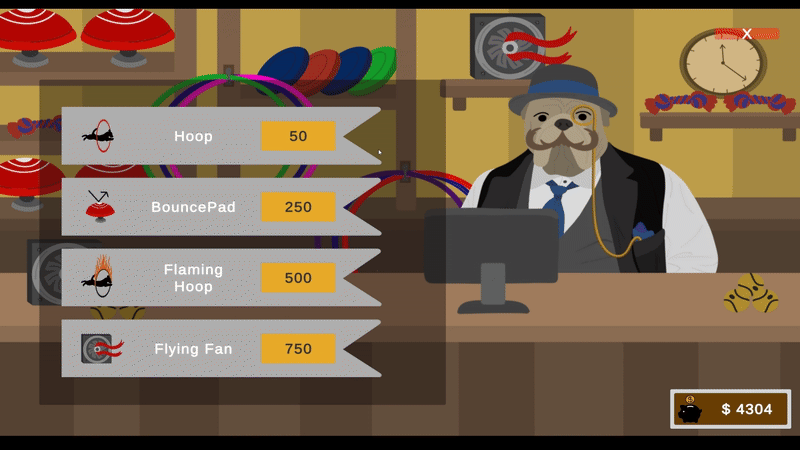 X
Hoop
50
BouncePad
250
Flaming
Hoop
500
Flying Fan
750
$ 4304